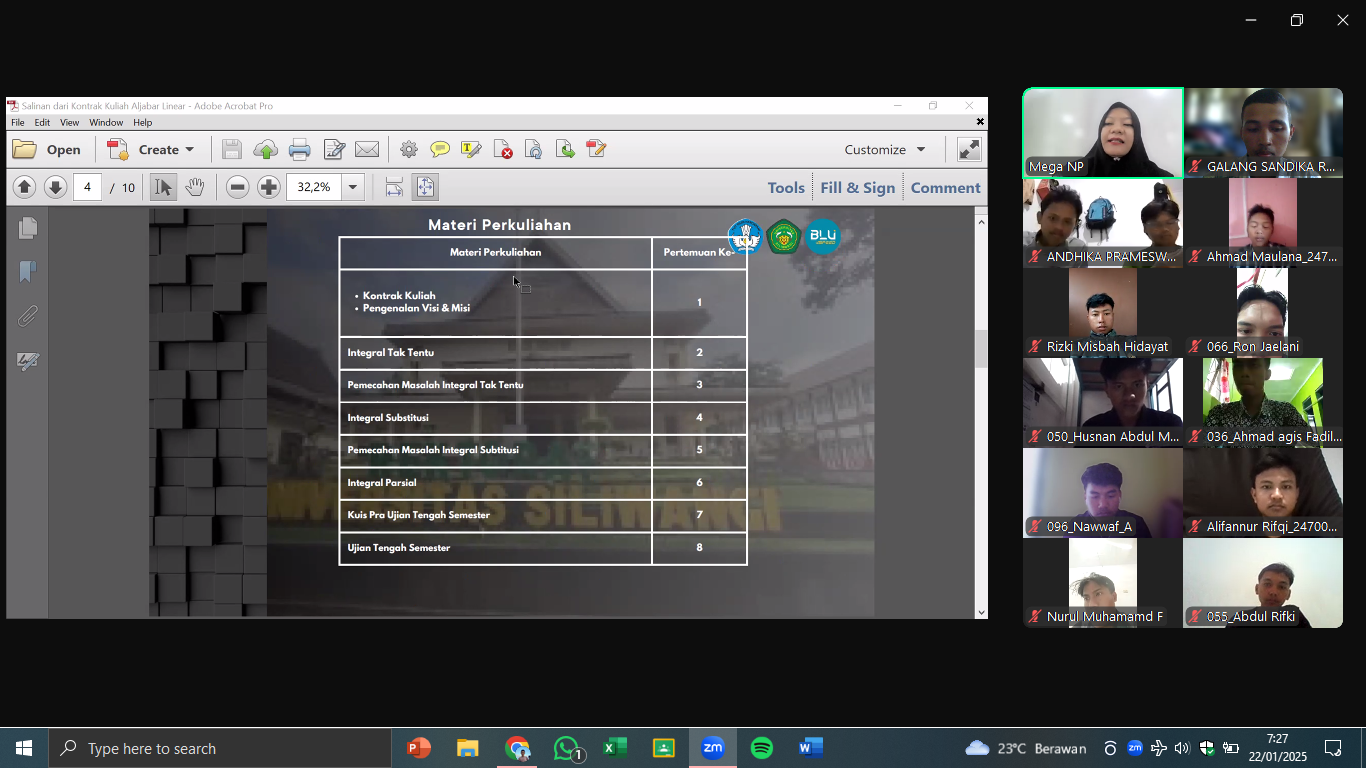 Salinan dari Kontrak Kuliah Aljabar Linear - Adobe Acrobat Pro
File Edit View Window Help
Open Create Customize
4 / 10 32,2% Tools Fill & Sign Comment
Materi Perkuliahan
BLU
Materi Perkuliahan Pertemuan Ke-
• Kontrak Kuliah
• Pengenalan Visi & Misi
1
Integral Tak Tentu 2
Pemecahan Masalah Integral Tak Tentu 3
Integral Substitusi 4
Pemecahan Masalah Integral Subtitusi 5
Integral Parsial 6
UNIVERSITAS SILIWANGI
Kuis Pra Ujian Tengah Semester 7
Ujian Tengah Semester 8
Mega NP
GALANG SANDIKA R...
ANDHIKA PRAMESW...
Ahmad Maulana_247...
Rizki Misbah Hidayat
066_Ron Jaelani
050_Husnan Abdul M...
036_Ahmad agis Fadil...
096_Nawwaf_A
Alifannur Rifqi_24700...
Nurul Muhamamd F
055_Abdul Rifki
Type here to search
1
zm
23°C Berawan
zm
7:27
22/01/2025